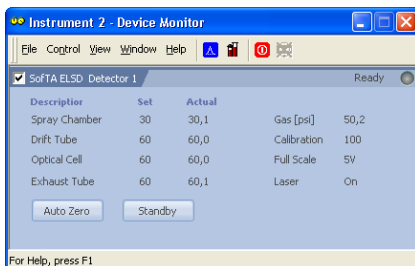 Instrument 2 - Device Monitor
File Control View Window Help
SofTA ELSD Detector 1 Ready
Descriptior Set Actual
Spray Chamber 30 30,1 Gas [psi] 50,2
Drift Tube 60 60,0 Calibration 100
Optical Cell 60 60,0 Full Scale 5V
Exhaust Tube 60 60,1 Laser On
Auto Zero Standby
For Help, press F1